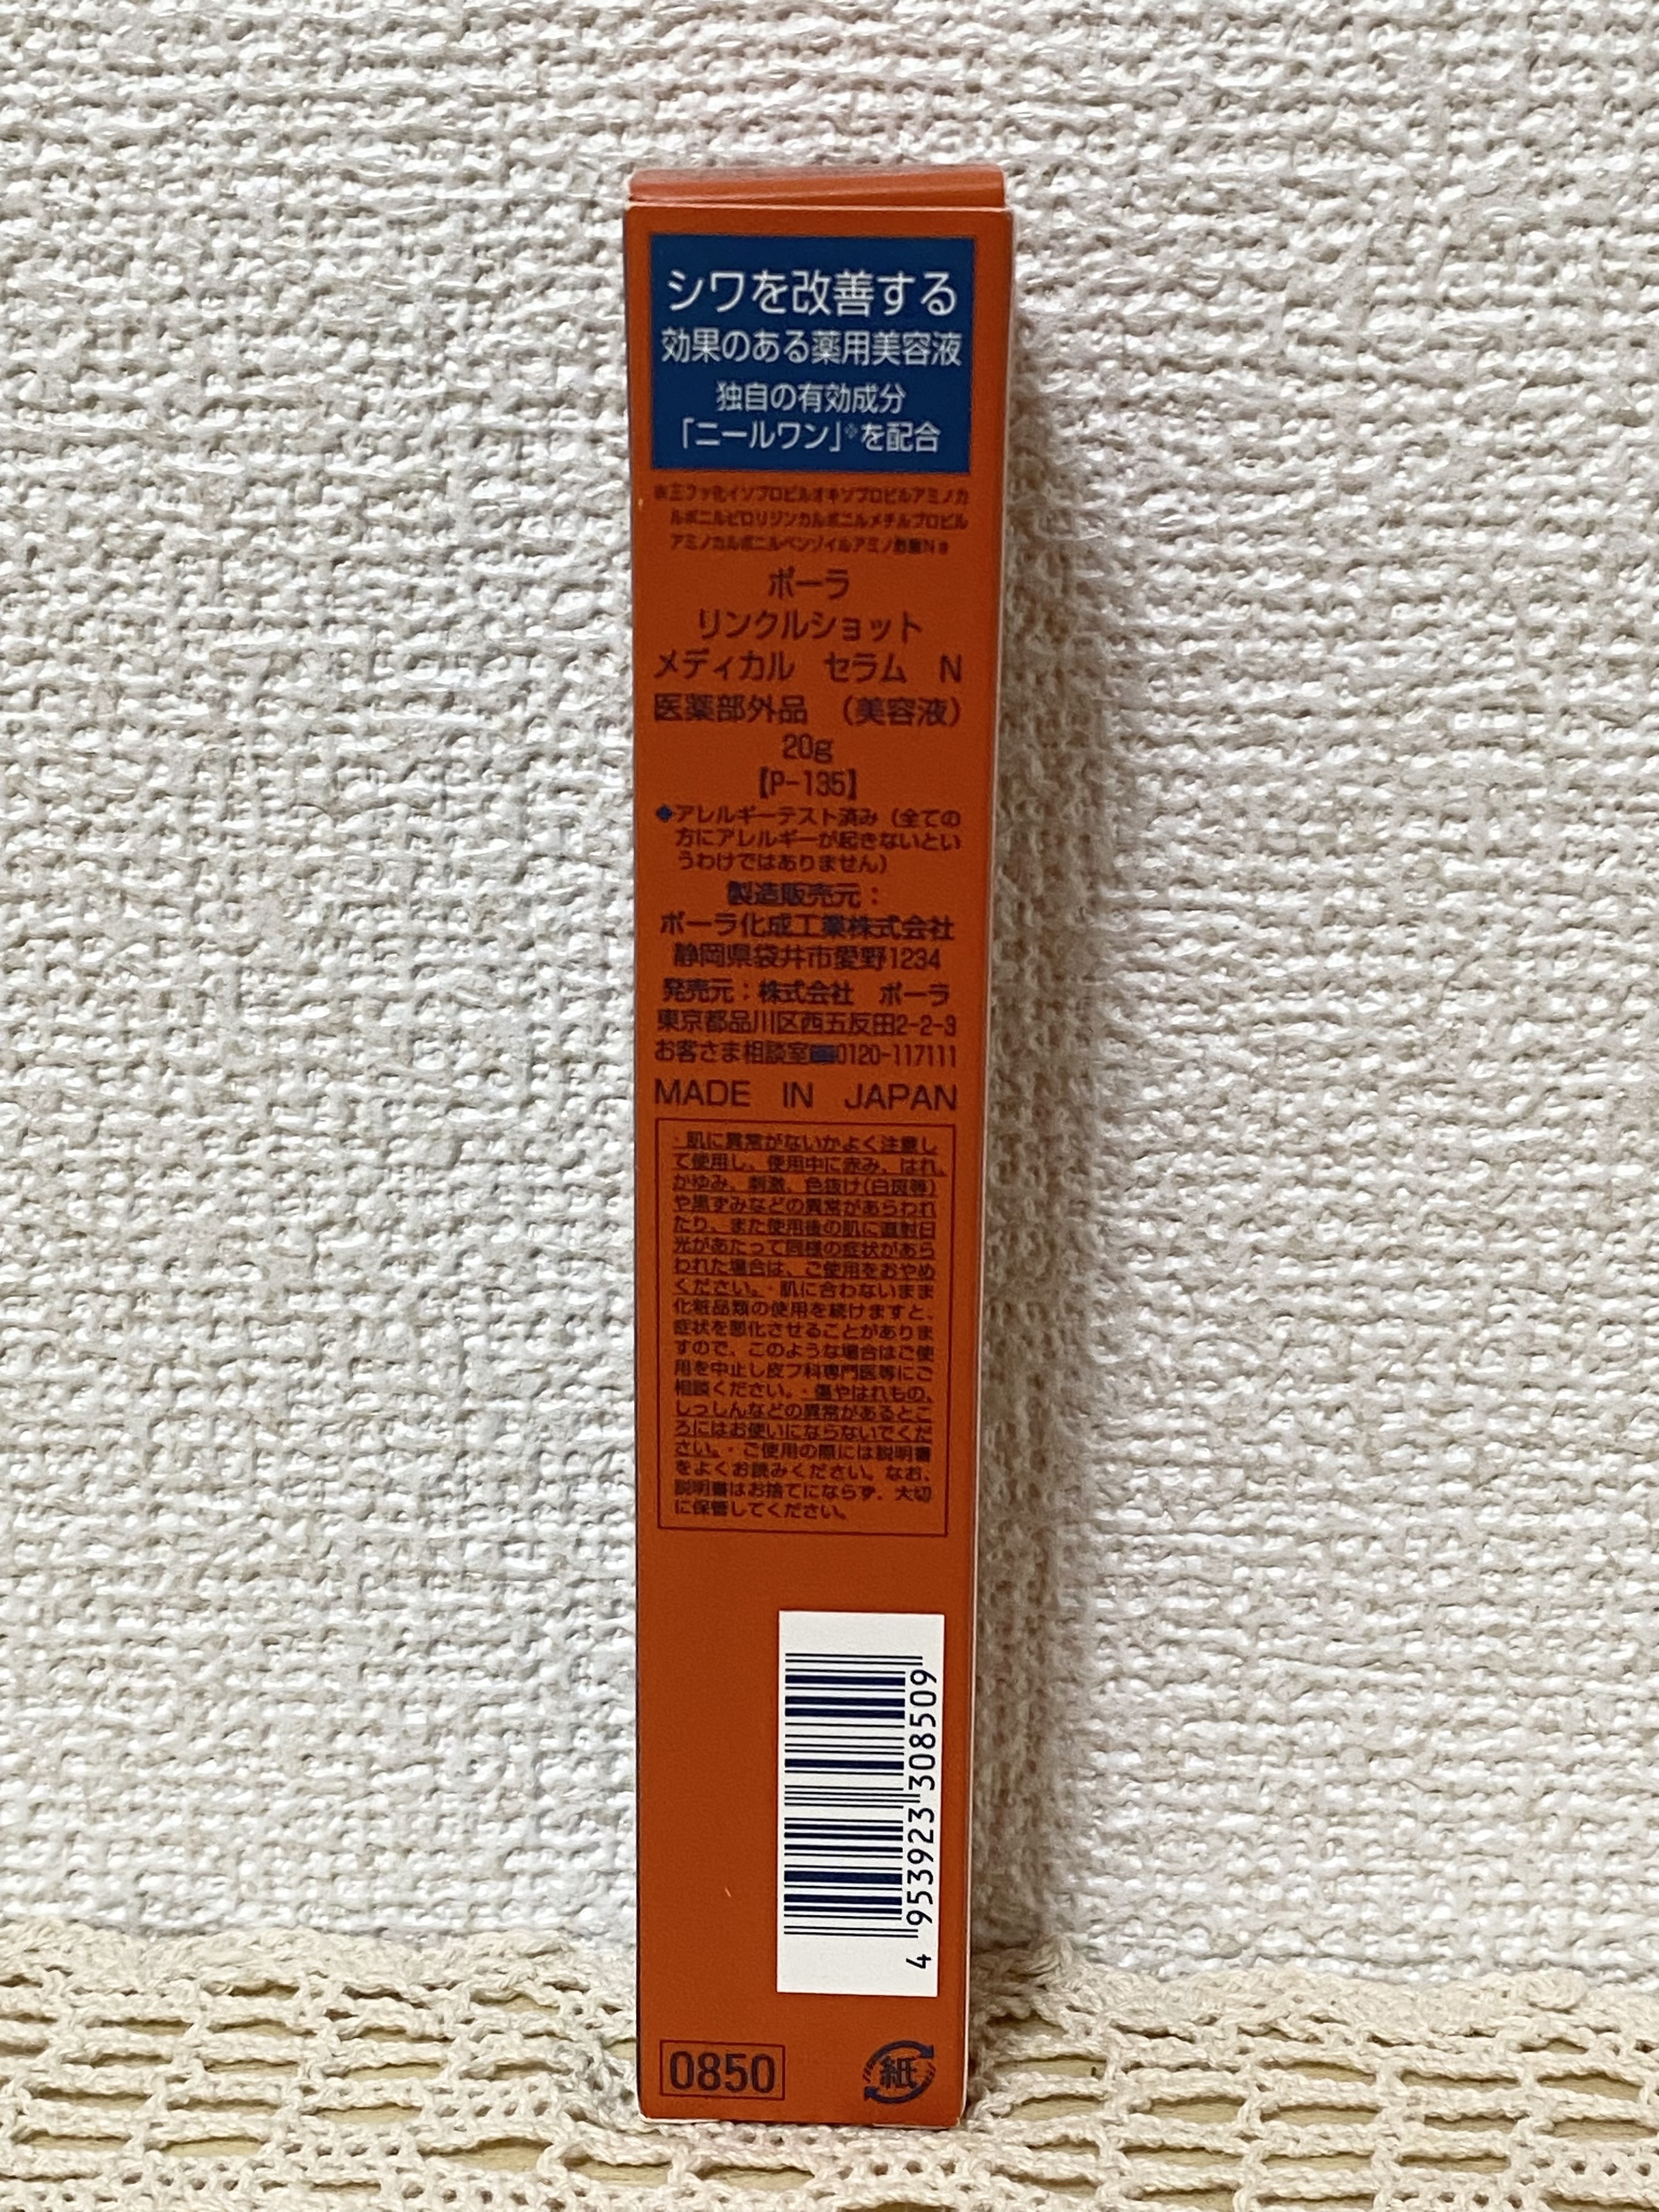 シワを改善する
効果のある薬用美容液
独自の有効成分
「ニールワン」※を配合
※三フッ化イソプロピルオキソプロピルアミノカ
ルボニルピロリジンカルボニルメチルプロピル
アミノカルボニルベンゾイルアミノ酢酸Na
ポーラ
リンクルショット
メディカル セラム N
医薬部外品 （美容液）
20g
【P-135】
◆アレルギーテスト済み（全ての
方にアレルギーが起きないとい
うわけではありません）
製造販売元：
ポーラ化成工業株式会社
静岡県袋井市愛野1234
発売元：株式会社 ポーラ
東京都品川区西五反田2-2-3
お客さま相談室0120-117111
MADE IN JAPAN
・肌に異常がないかよく注意し
て使用し、使用中に赤み、はれ、
かゆみ、刺激、色抜け(白斑等)
や黒ずみなどの異常があらわれ
たり、また使用後の肌に直射日
光があたって同様の症状があら
われた場合は、ご使用をおやめ
ください。・肌に合わないまま
化粧品類の使用を続けますと、
症状を悪化させることがありま
すので、このような場合はご使
用を中止し皮フ科専門医等にご
相談ください。・傷やはれもの、
しっしんなどの異常があるとこ
ろにはお使いにならないでくだ
さい。・ご使用の際には説明書
をよくお読みください。なお、
説明書はお捨てにならず、大切
に保管してください。
4 953923 308509
0850
紙